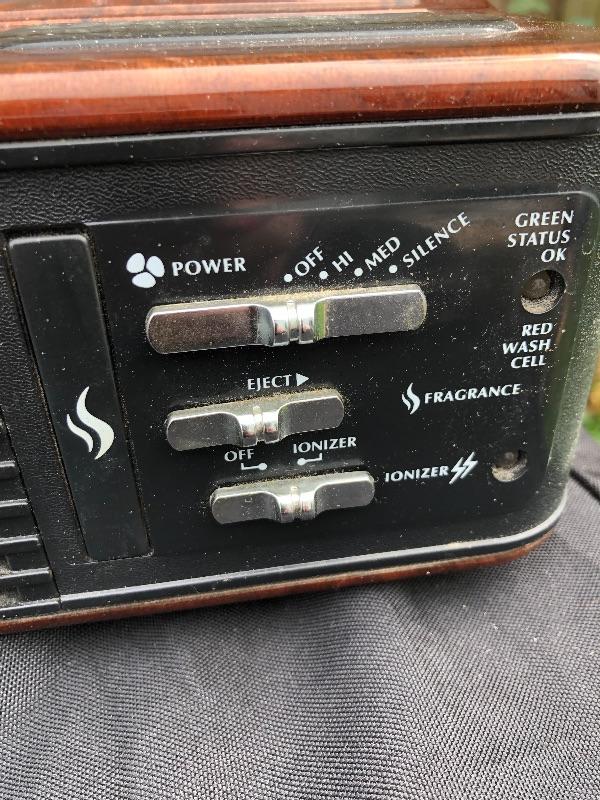 POWER
OFF
HI
MED
SILENCE
GREEN
STATUS
OK
RED
WASH
CELL
EJECT
FRAGRANCE
OFF
IONIZER
IONIZER